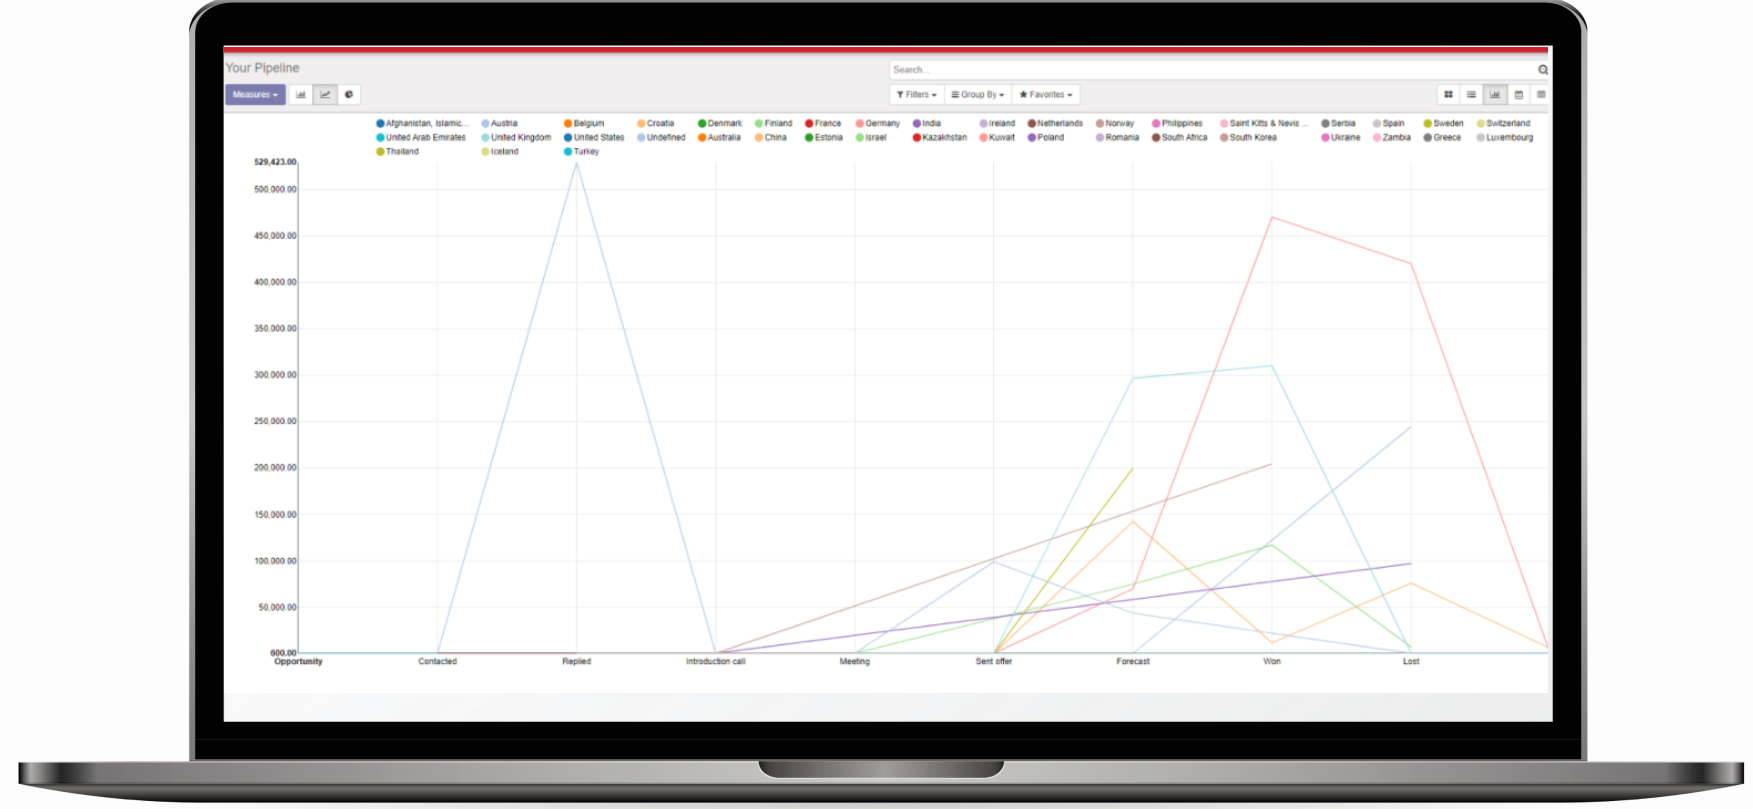 Your Pipeline
Search...
Measures
Filters Group By Favorites
Afghanistan, Islamic... Austria Belgium Croatia Denmark Finland France Germany India Ireland Netherlands Norway Philippines Saint Kitts & Nevis ... Serbia Spain Sweden Switzerland
United Arab Emirates United Kingdom United States Undefined Australia China Estonia Israel Kazakhstan Kuwait Poland Romania South Africa South Korea Ukraine Zambia Greece Luxembourg
Thailand Iceland Turkey
529,423.00
500,000.00
450,000.00
400,000.00
350,000.00
300,000.00
250,000.00
200,000.00
150,000.00
100,000.00
50,000.00
600.00
Opportunity Contacted Replied Introduction call Meeting Sent offer Forecast Won Lost